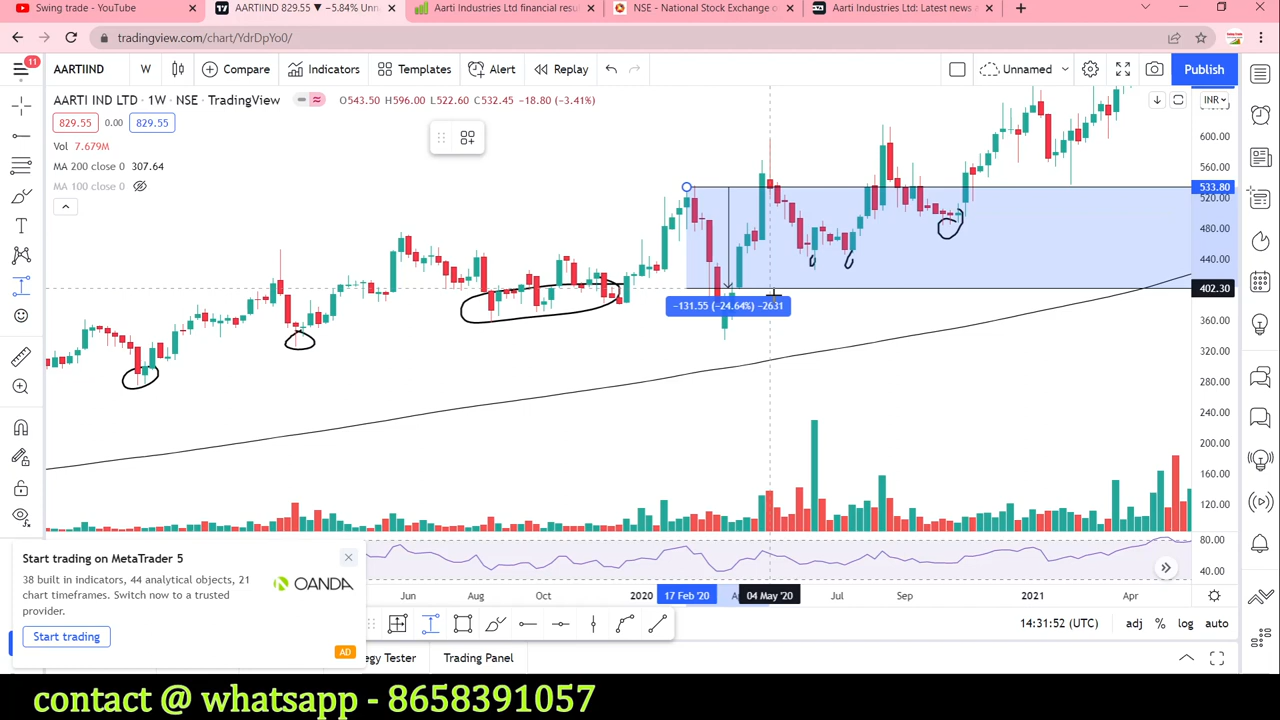 Swing trade - YouTube
AARTIIND 829.55 ▼ −5.84% Unn
Aarti Industries Ltd financial resu
NSE - National Stock Exchange o
Aarti Industries Ltd: Latest news a
tradingview.com/chart/YdrDpYo0/
11
AARTIIND
W
Compare
Indicators
Templates
Alert
Replay
Unnamed
Publish
AARTI IND LTD · 1W · NSE · TradingView
O543.50 H596.00 L522.60 C532.45 −18.80 (−3.41%)
INR
829.55
0.00
829.55
Vol 7.679M
MA 200 close 0 307.64
MA 100 close 0
600.00
560.00
533.80
520.00
480.00
440.00
402.30
360.00
320.00
280.00
240.00
200.00
160.00
120.00
80.00
40.00
−131.55 (−24.64%) −2631
Start trading on MetaTrader 5
38 built in indicators, 44 analytical objects, 21
chart timeframes. Switch now to a trusted
provider.
OANDA
Start trading
AD
Jun
Aug
Oct
2020
17 Feb '20
04 May '20
Jul
Sep
2021
Apr
14:31:52 (UTC)
adj
%
log
auto
egy Tester
Trading Panel
contact @ whatsapp - 8658391057